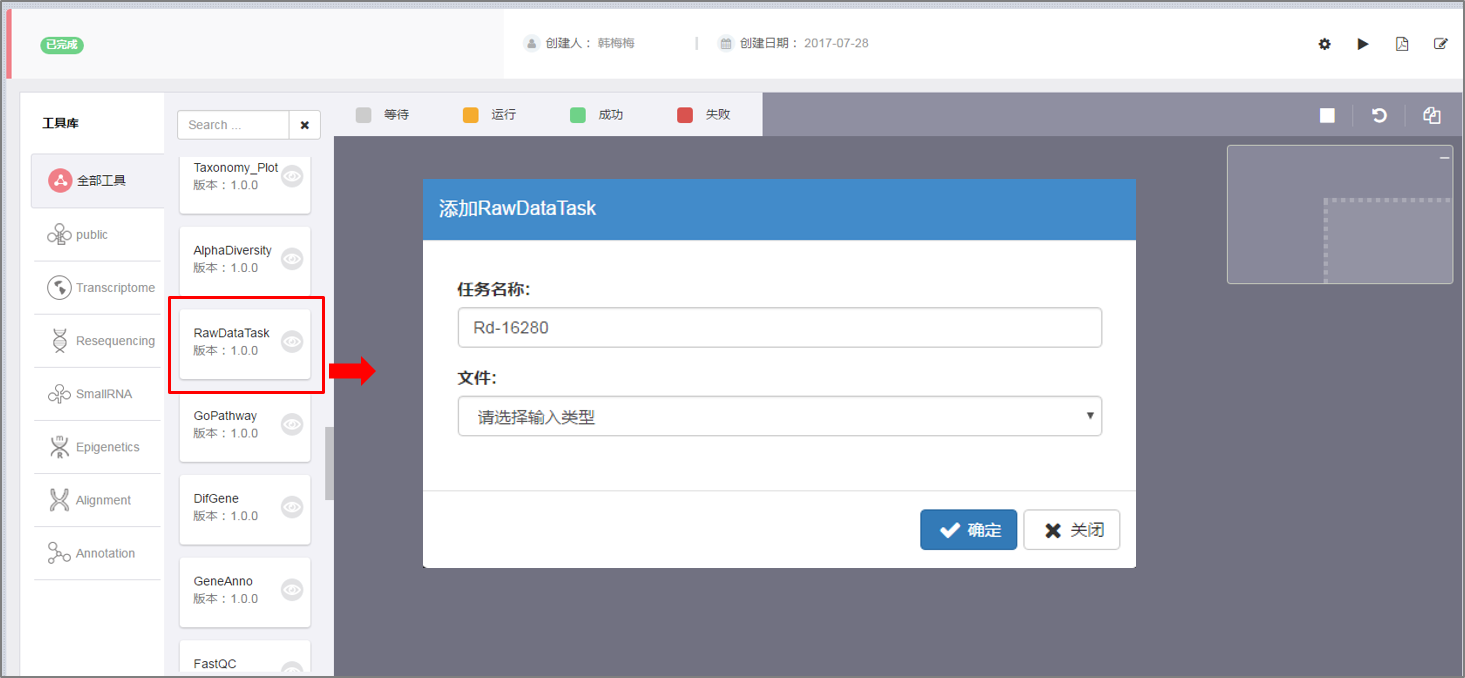 已完成
创建人： 韩梅梅
创建日期： 2017-07-28
工具库
全部工具
public
Transcriptome
Resequencing
SmallRNA
Epigenetics
Alignment
Annotation
Search ...
Taxonomy_Plot
版本：1.0.0
AlphaDiversity
版本：1.0.0
RawDataTask
版本：1.0.0
GoPathway
版本：1.0.0
DifGene
版本：1.0.0
GeneAnno
版本：1.0.0
FastQC
等待
运行
成功
失败
添加RawDataTask
任务名称:
Rd-16280
文件:
请选择输入类型
确定
关闭